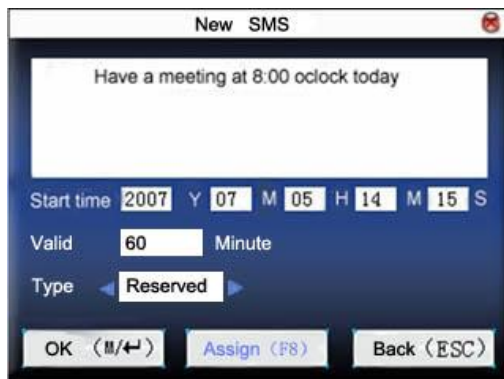 New SMS
Have a meeting at 8:00 oclock today
Start time 2007 Y 07 M 05 H 14 M 15 S
Valid 60 Minute
Type Reserved
OK (M/↵) Assign (F8) Back (ESC)